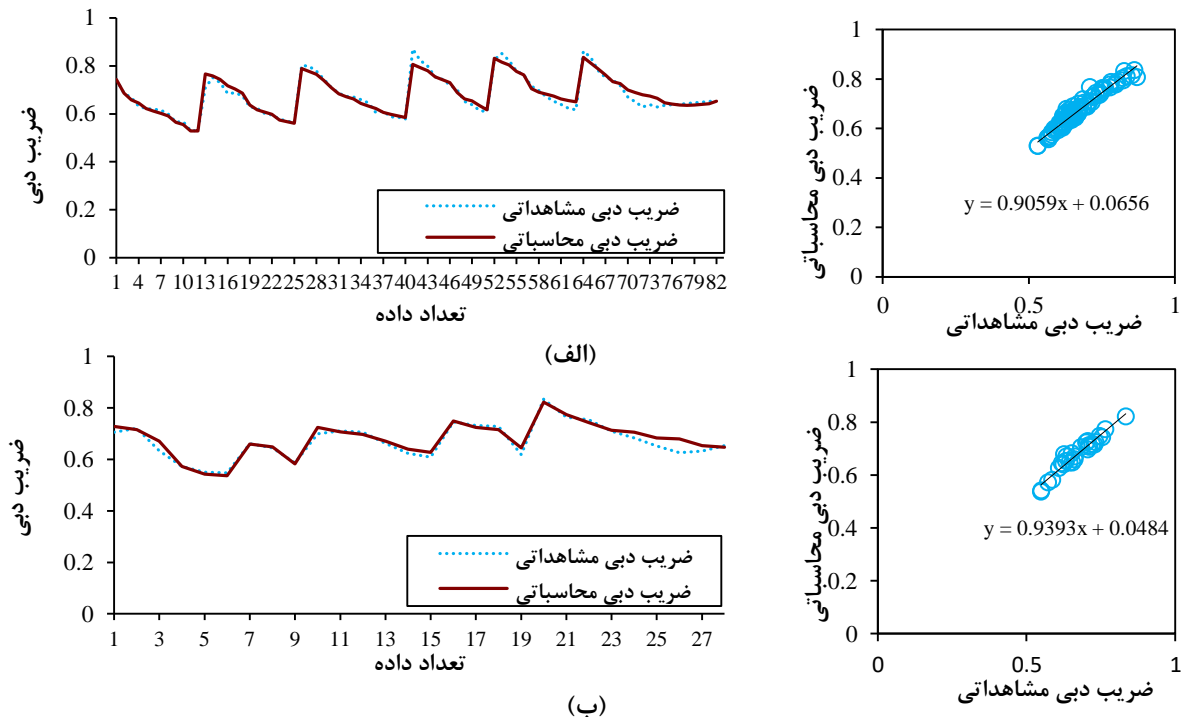 1
0.8
0.6
0.4
0.2
0
ضریب دبی
ضریب دبی مشاهداتی
ضریب دبی محاسباتی
1 4 7 10 13 16 19 22 25 28 31 34 37 40 43 46 49 52 55 58 61 64 67 70 73 76 79 82
تعداد داده
1
0.8
0.6
0.4
0.2
0
ضریب دبی محاسباتی
y = 0.9059x + 0.0656
0 0.5 1
ضریب دبی مشاهداتی
(الف)
1
0.8
0.6
0.4
0.2
0
ضریب دبی
ضریب دبی مشاهداتی
ضریب دبی محاسباتی
1 3 5 7 9 11 13 15 17 19 21 23 25 27
تعداد داده
1
0.8
0.6
0.4
0.2
0
ضریب دبی محاسباتی
y = 0.9393x + 0.0484
0 0.5 1
ضریب دبی مشاهداتی
(ب)